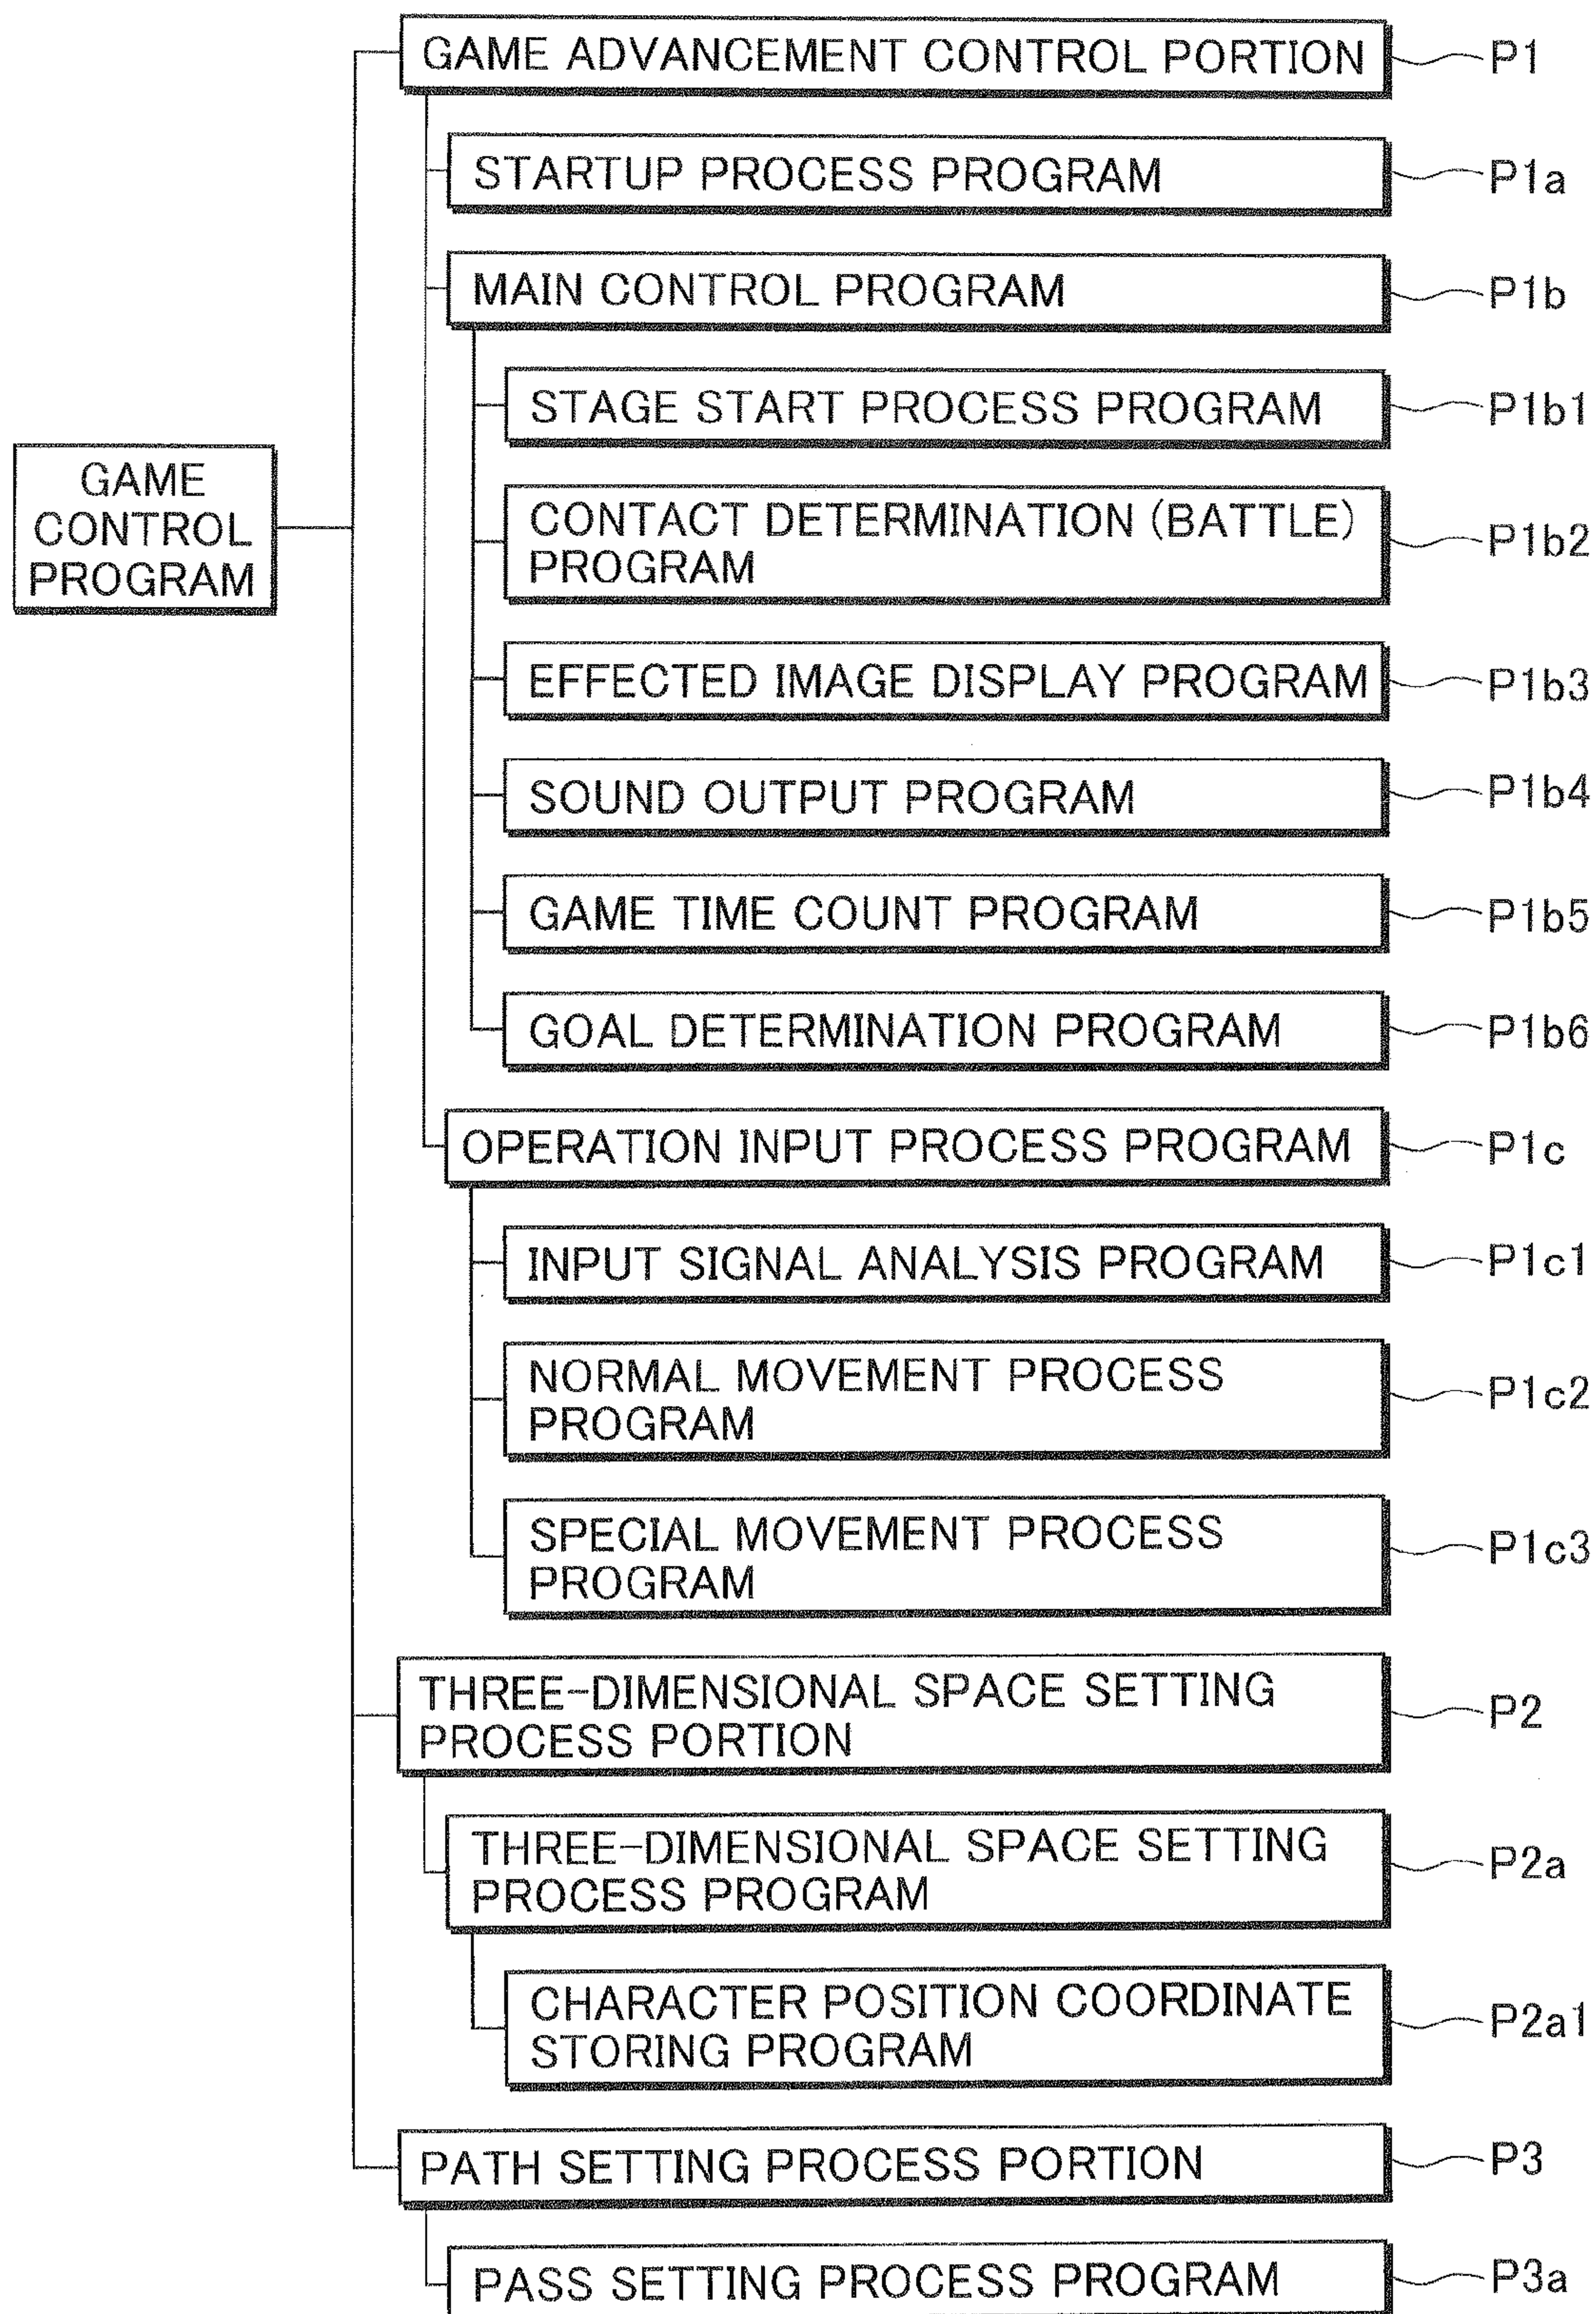 GAME ADVANCEMENT CONTROL PORTION P1
STARTUP PROCESS PROGRAM P1a
MAIN CONTROL PROGRAM P1b
STAGE START PROCESS PROGRAM P1b1
GAME
CONTROL
PROGRAM
CONTACT DETERMINATION (BATTLE)
PROGRAM
P1b2
EFFECTED IMAGE DISPLAY PROGRAM P1b3
SOUND OUTPUT PROGRAM P1b4
GAME TIME COUNT PROGRAM P1b5
GOAL DETERMINATION PROGRAM P1b6
OPERATION INPUT PROCESS PROGRAM P1c
INPUT SIGNAL ANALYSIS PROGRAM P1c1
NORMAL MOVEMENT PROCESS
PROGRAM
P1c2
SPECIAL MOVEMENT PROCESS
PROGRAM
P1c3
THREE-DIMENSIONAL SPACE SETTING
PROCESS PORTION
P2
THREE-DIMENSIONAL SPACE SETTING
PROCESS PROGRAM
P2a
CHARACTER POSITION COORDINATE
STORING PROGRAM
P2a1
PATH SETTING PROCESS PORTION P3
PASS SETTING PROCESS PROGRAM P3a